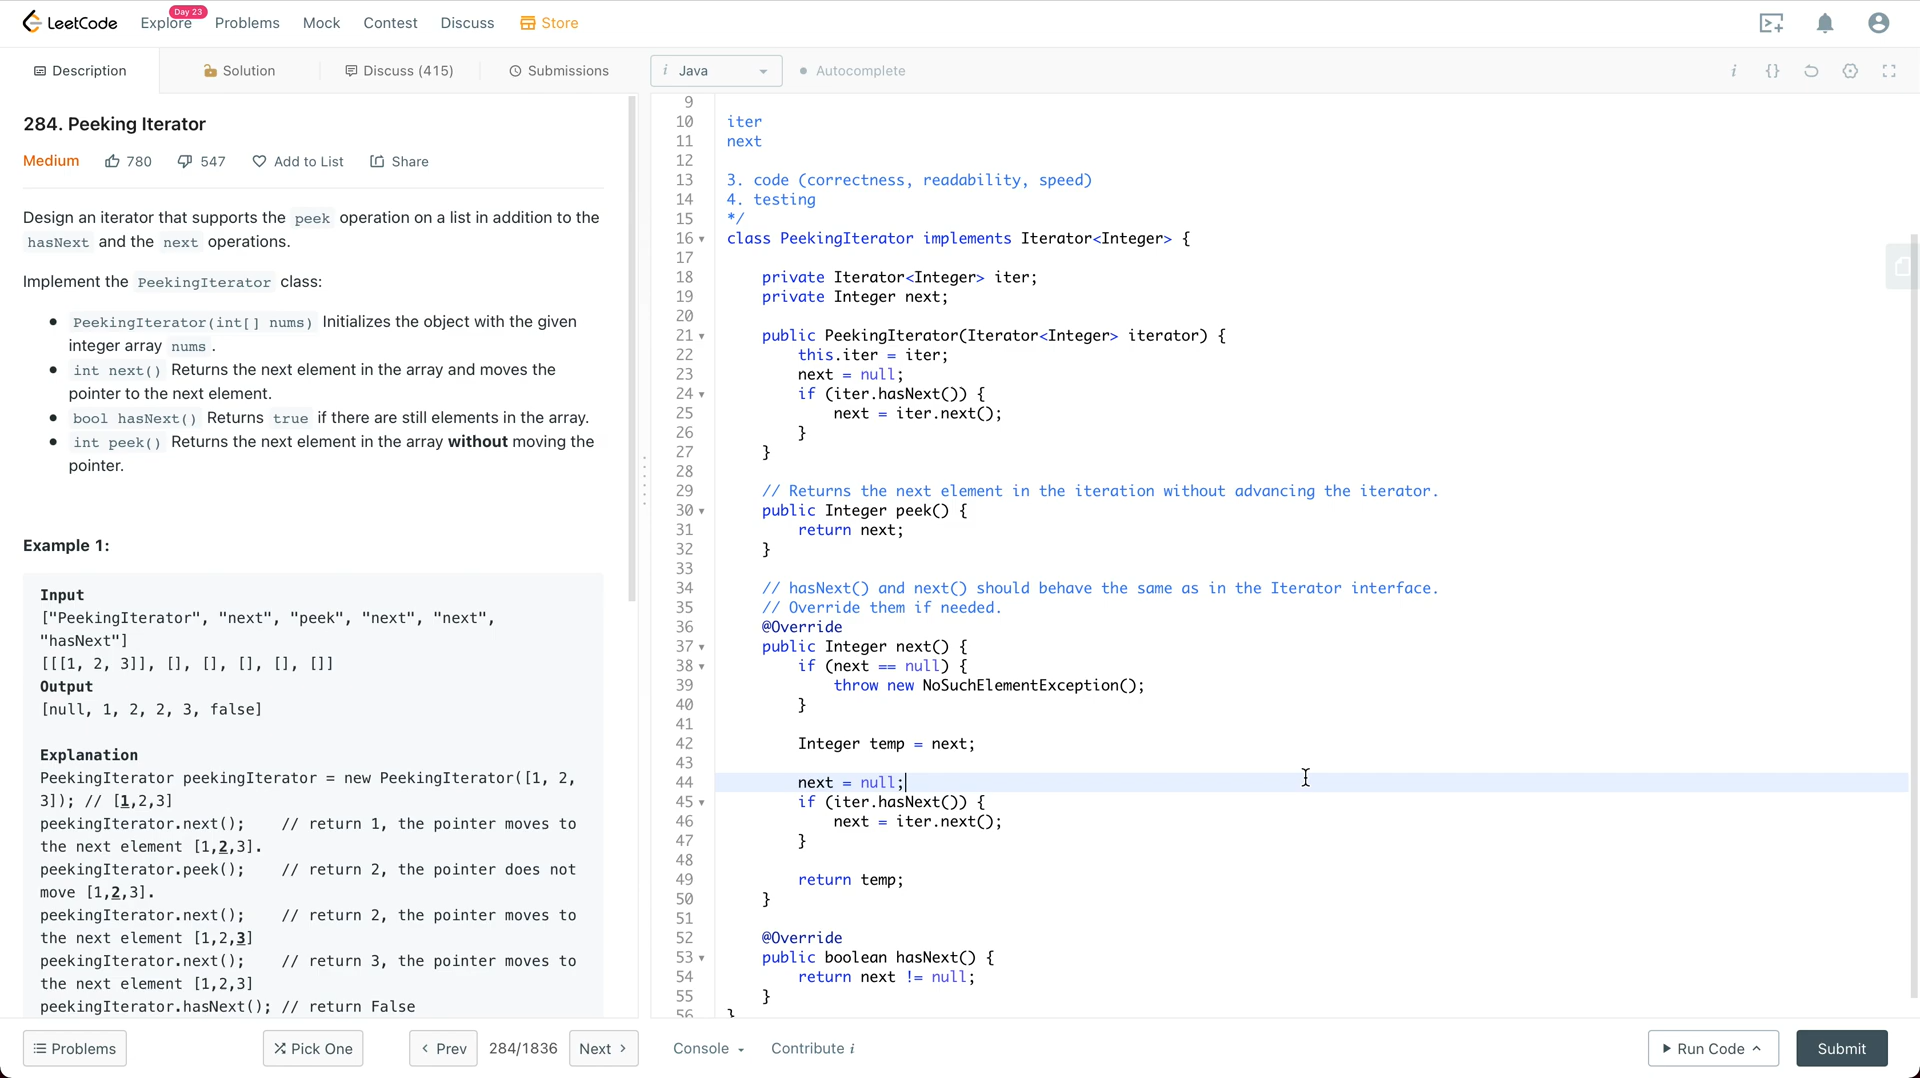 LeetCode
Explore
Day 23
Problems
Mock
Contest
Discuss
Store
Description
Solution
Discuss (415)
Submissions
i Java
Autocomplete
284. Peeking Iterator
Medium
780
547
Add to List
Share
Design an iterator that supports the peek operation on a list in addition to the
hasNext and the next operations.
Implement the PeekingIterator class:
PeekingIterator(int[] nums) Initializes the object with the given
integer array nums.
int next() Returns the next element in the array and moves the
pointer to the next element.
bool hasNext() Returns true if there are still elements in the array.
int peek() Returns the next element in the array without moving the
pointer.
Example 1:
Input
["PeekingIterator", "next", "peek", "next", "next",
"hasNext"]
[[[1, 2, 3]], [], [], [], [], []]
Output
[null, 1, 2, 2, 3, false]
Explanation
PeekingIterator peekingIterator = new PeekingIterator([1, 2,
3]); // [1,2,3]
peekingIterator.next();    // return 1, the pointer moves to
the next element [1,2,3].
peekingIterator.peek();    // return 2, the pointer does not
move [1,2,3].
peekingIterator.next();    // return 2, the pointer moves to
the next element [1,2,3]
peekingIterator.next();    // return 3, the pointer moves to
the next element [1,2,3]
peekingIterator.hasNext(); // return False
9
10 iter
11 next
12
13 3. code (correctness, readability, speed)
14 4. testing
15 */
16 class PeekingIterator implements Iterator<Integer> {
17
18     private Iterator<Integer> iter;
19     private Integer next;
20
21     public PeekingIterator(Iterator<Integer> iterator) {
22         this.iter = iter;
23         next = null;
24         if (iter.hasNext()) {
25             next = iter.next();
26         }
27     }
28
29     // Returns the next element in the iteration without advancing the iterator.
30     public Integer peek() {
31         return next;
32     }
33
34     // hasNext() and next() should behave the same as in the Iterator interface.
35     // Override them if needed.
36     @Override
37     public Integer next() {
38         if (next == null) {
39             throw new NoSuchElementException();
40         }
41
42         Integer temp = next;
43
44         next = null;
45         if (iter.hasNext()) {
46             next = iter.next();
47         }
48
49         return temp;
50     }
51
52     @Override
53     public boolean hasNext() {
54         return next != null;
55     }
56 }
Problems
Pick One
Prev
284/1836
Next
Console
Contribute i
Run Code
Submit